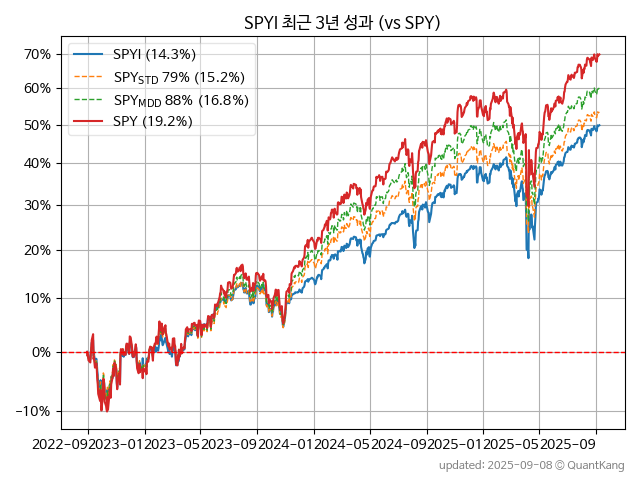 SPYI 최근 3년 성과 (vs SPY)
SPYI (14.3%)
SPY_STD 79% (15.2%)
SPY_MDD 88% (16.8%)
SPY (19.2%)
70%
60%
50%
40%
30%
20%
10%
0%
−10%
2022-09 2023-01 2023-05 2023-09 2024-01 2024-05 2024-09 2025-01 2025-05 2025-09
updated: 2025-09-08 © QuantKang